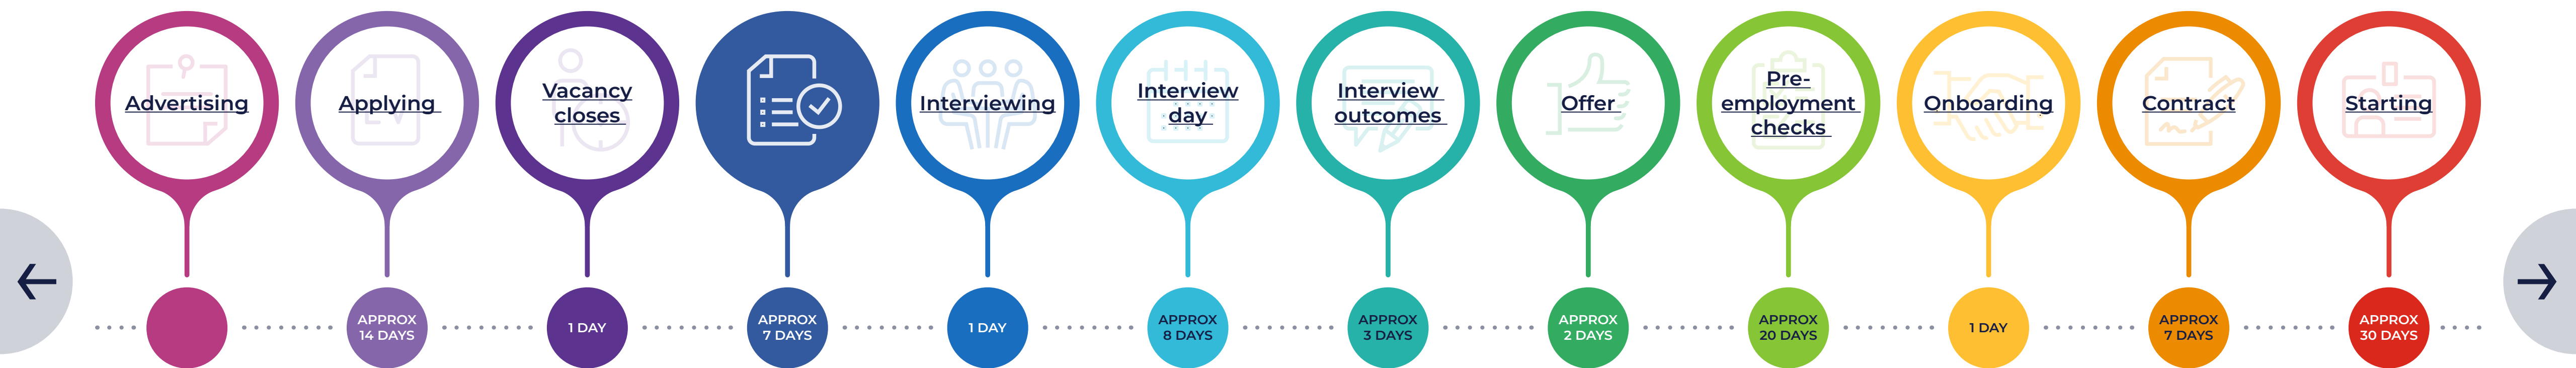 Advertising
Applying
Vacancy
closes
Interviewing
Interview
day
Interview
outcomes
Offer
Pre-
employment
checks
Onboarding
Contract
Starting
APPROX
14 DAYS
1 DAY
APPROX
7 DAYS
1 DAY
APPROX
8 DAYS
APPROX
3 DAYS
APPROX
2 DAYS
APPROX
20 DAYS
1 DAY
APPROX
7 DAYS
APPROX
30 DAYS